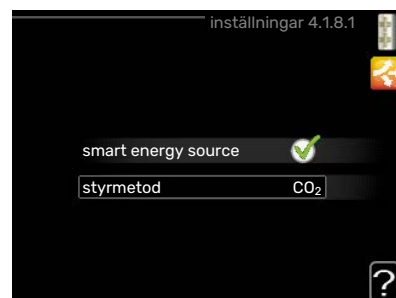 inställningar 4.1.8.1
smart energy source
styrmetod CO₂
?